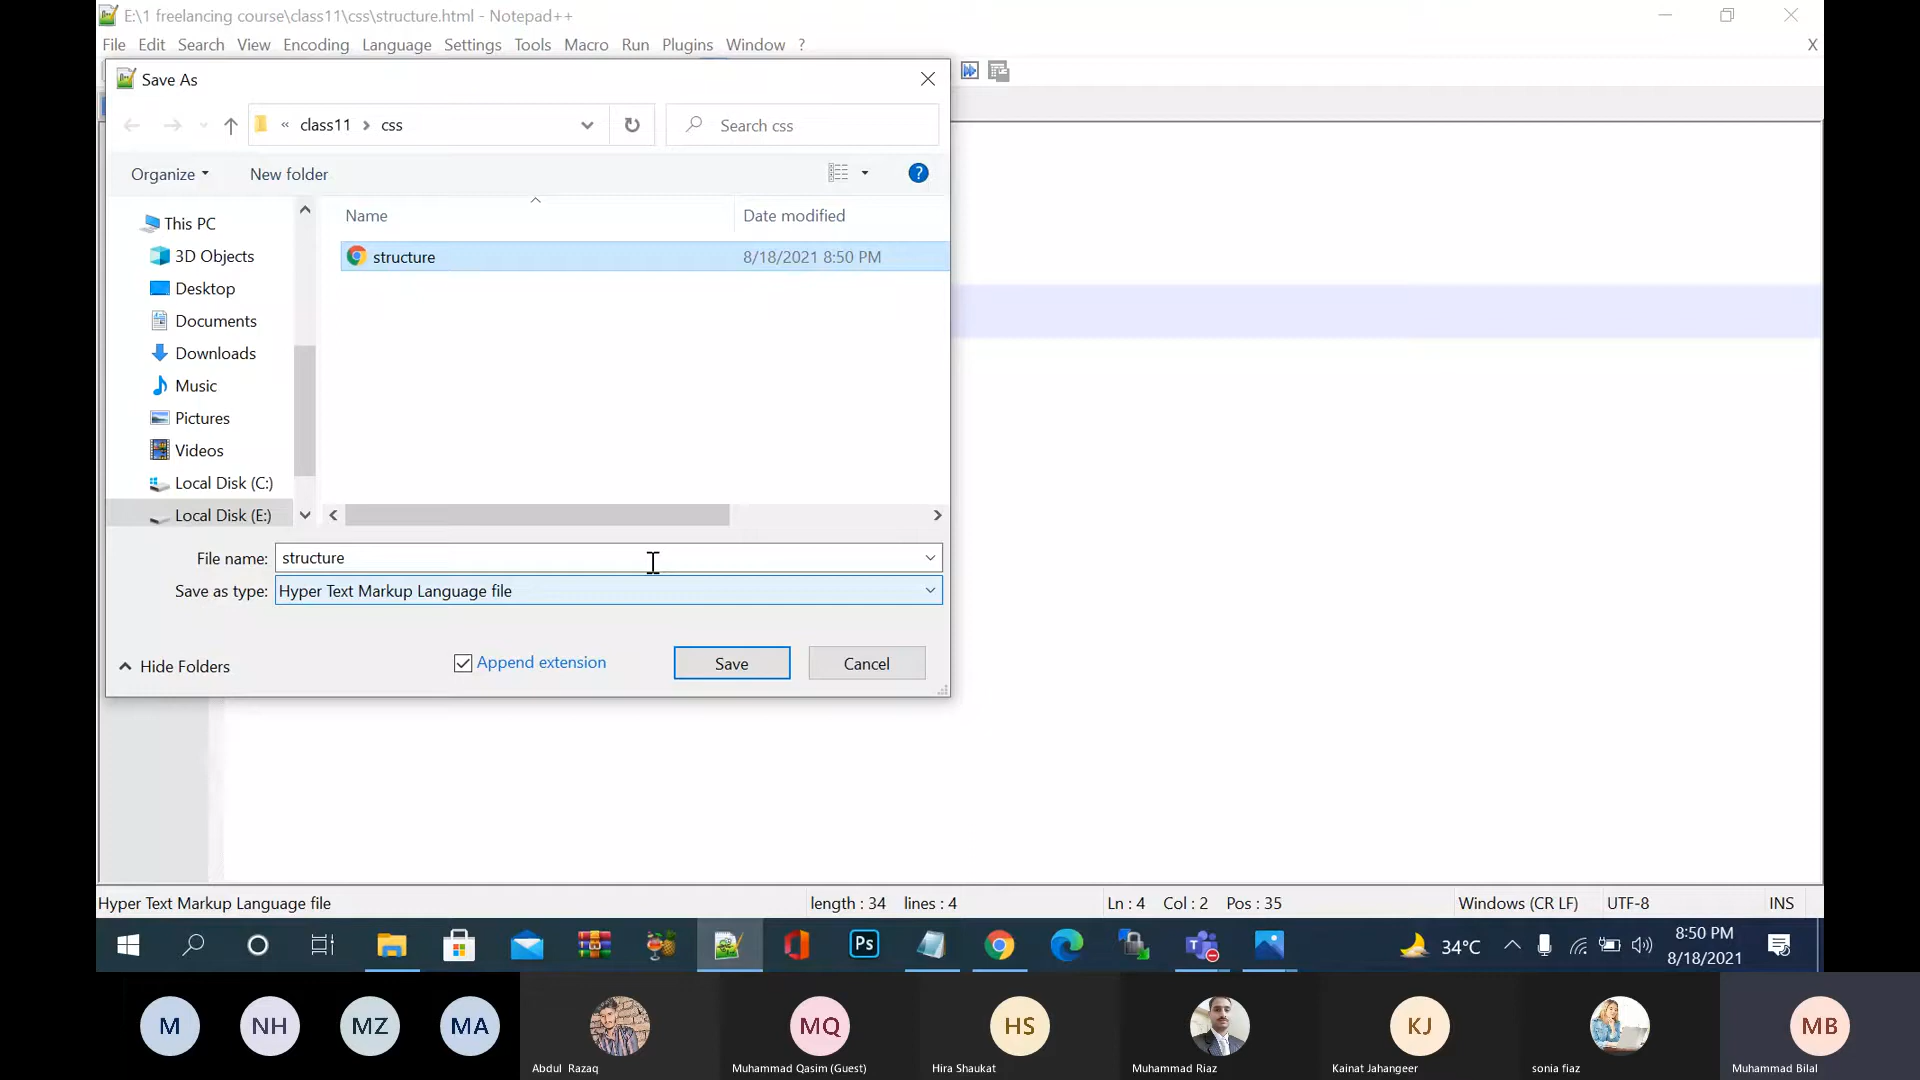 E:\1 freelancing course\class11\css\structure.html - Notepad++
File Edit Search View Encoding Language Settings Tools Macro Run Plugins Window ? X
Save As
« class11 › css
Search css
Organize
New folder
?
Name
Date modified
This PC
3D Objects
Desktop
Documents
Downloads
Music
Pictures
Videos
Local Disk (C:)
Local Disk (E:)
structure
8/18/2021 8:50 PM
File name: structure
Save as type: Hyper Text Markup Language file
Hide Folders
Append extension
Save
Cancel
Hyper Text Markup Language file
length : 34 lines : 4
Ln : 4 Col : 2 Pos : 35
Windows (CR LF)
UTF-8
INS
Ps
34°C
8:50 PM
8/18/2021
M
NH
MZ
MA
MQ
HS
KJ
MB
Abdul Razaq
Muhammad Qasim (Guest)
Hira Shaukat
Muhammad Riaz
Kainat Jahangeer
sonia fiaz
Muhammad Bilal